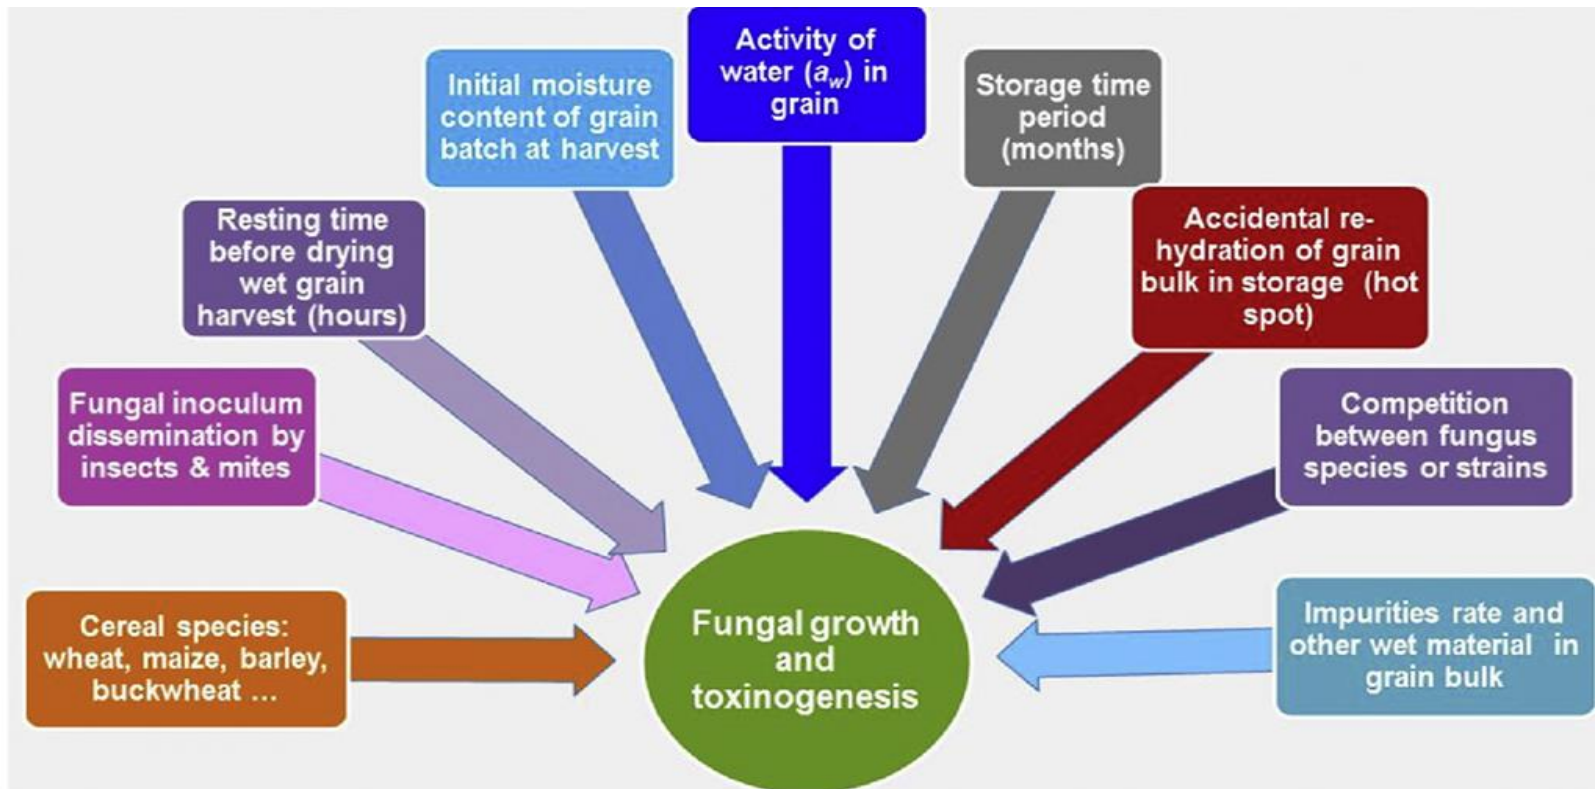 Activity of
water (aw) in
grain
Initial moisture
content of grain
batch at harvest
Storage time
period
(months)
Resting time
before drying
wet grain
harvest (hours)
Accidental re-
hydration of grain
bulk in storage (hot
spot)
Fungal inoculum
dissemination by
insects & mites
Competition
between fungus
species or strains
Cereal species:
wheat, maize, barley,
buckwheat ...
Fungal growth
and
toxinogenesis
Impurities rate and
other wet material in
grain bulk